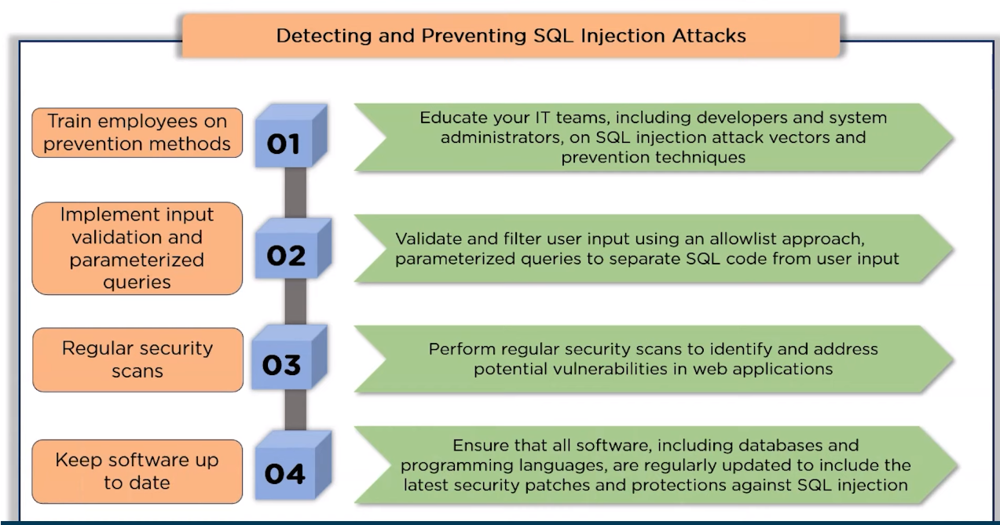 Detecting and Preventing SQL Injection Attacks
Train employees on
prevention methods
01
Educate your IT teams, including developers and system
administrators, on SQL injection attack vectors and
prevention techniques
Implement input
validation and
parameterized
queries
02
Validate and filter user input using an allowlist approach,
parameterized queries to separate SQL code from user input
Regular security
scans
03
Perform regular security scans to identify and address
potential vulnerabilities in web applications
Keep software up
to date
04
Ensure that all software, including databases and
programming languages, are regularly updated to include the
latest security patches and protections against SQL injection